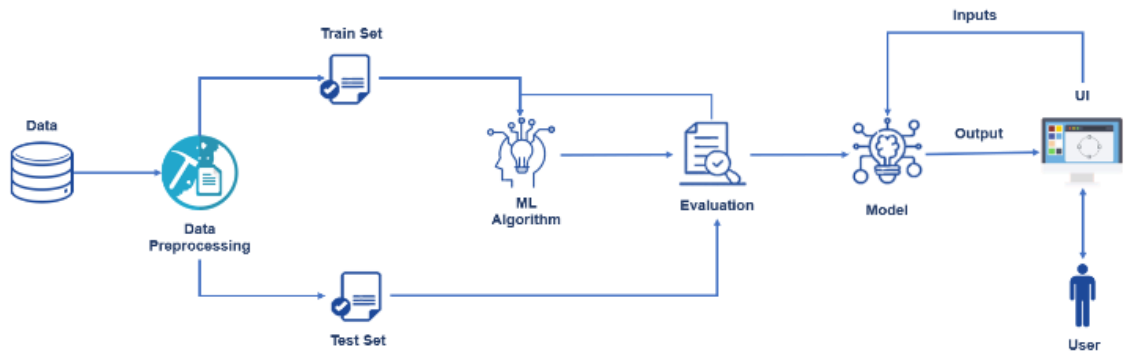 Inputs
Train Set
UI
Data
Output
ML
Algorithm
Evaluation
Model
Data
Preprocessing
Test Set
User